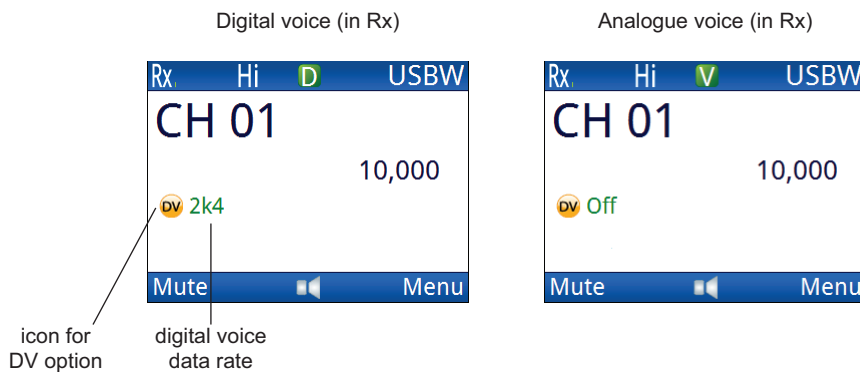 Digital voice (in Rx)
Analogue voice (in Rx)
Rx Hi D USBW
CH 01
10,000
DV 2k4
Mute Menu
Rx Hi V USBW
CH 01
10,000
DV Off
Mute Menu
icon for
DV option
digital voice
data rate